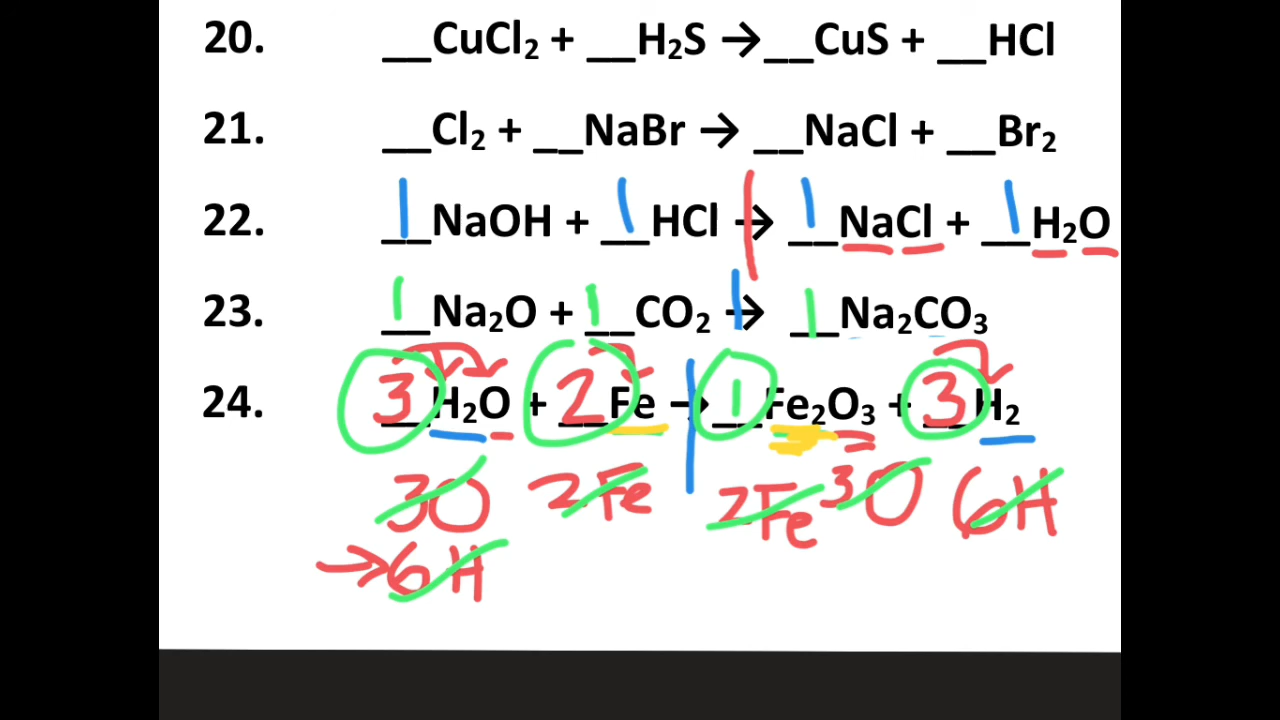 20. __CuCl₂ + __H₂S → __CuS + __HCl
21. __Cl₂ + __NaBr → __NaCl + __Br₂
22. 1 NaOH + 1 HCl → 1 NaCl + 1 H₂O
23. 1 Na₂O + 1 CO₂ → 1 Na₂CO₃
24. 3 H₂O + 2 Fe → 1 Fe₂O₃ + 3 H₂
3O 2Fe 2Fe 3O 6H
→6H